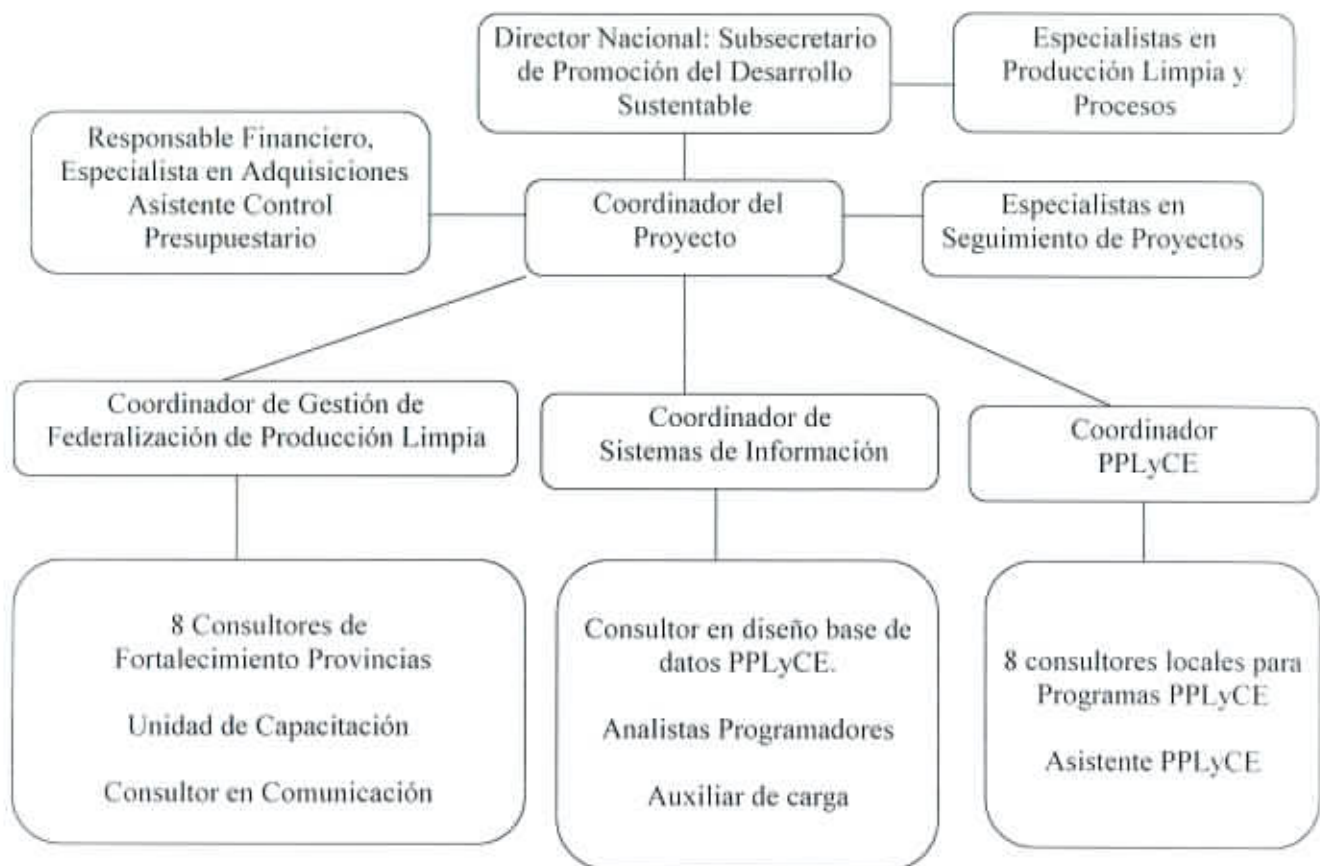 Director Nacional: Subsecretario
de Promoción del Desarrollo
Sustentable
Especialistas en
Producción Limpia y
Procesos
Responsable Financiero,
Especialista en Adquisiciones
Asistente Control
Presupuestario
Coordinador del
Proyecto
Especialistas en
Seguimiento de Proyectos
Coordinador de Gestión de
Federalización de Producción Limpia
Coordinador de
Sistemas de Información
Coordinador
PPLyCE
8 Consultores de
Fortalecimiento Provincias
Unidad de Capacitación
Consultor en Comunicación
Consultor en diseño base de
datos PPLyCE.
Analistas Programadores
Auxiliar de carga
8 consultores locales para
Programas PPLyCE
Asistente PPLyCE